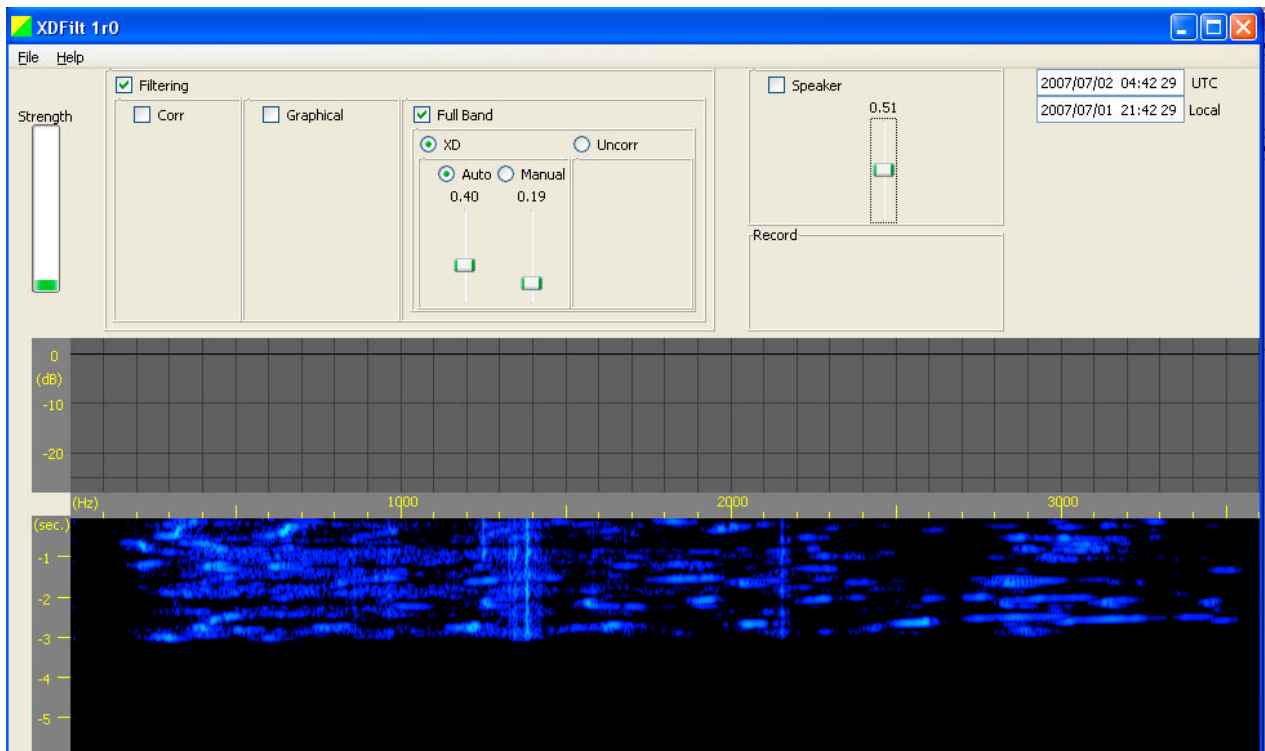 XDFilt 1r0
File Help
Filtering
Speaker
2007/07/02 04:42 29 UTC
Strength
Corr
Graphical
Full Band
0.51
2007/07/01 21:42 29 Local
XD
Uncorr
Auto
Manual
0.40
0.19
Record
0
(dB)
-10
-20
(Hz) 1000 2000 3000
(sec.)
-1
-2
-3
-4
-5